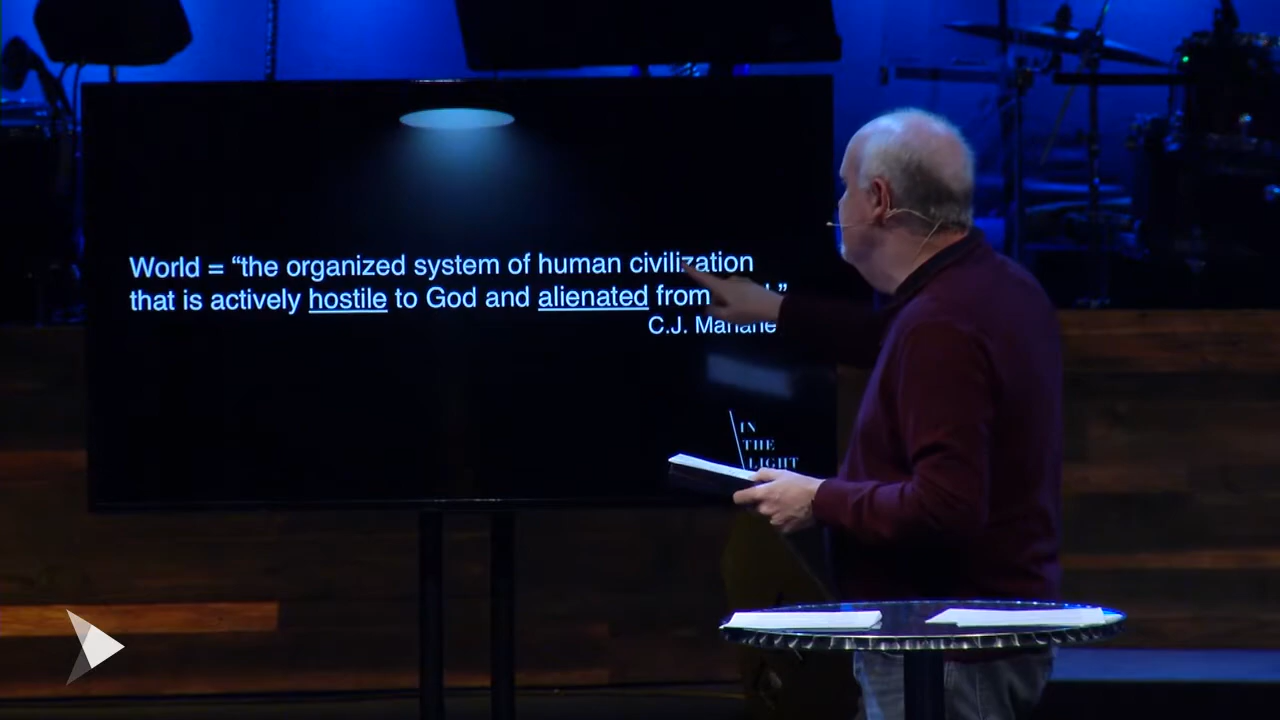 World = “the organized system of human civilization
that is actively hostile to God and alienated from
C.J.
IN
THE
LIGHT